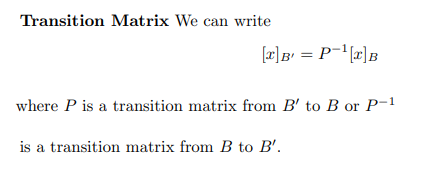 Transition Matrix We can write
[x]_{B'} = P^{-1}[x]_B
where P is a transition matrix from B' to B or P^{-1}
is a transition matrix from B to B'.